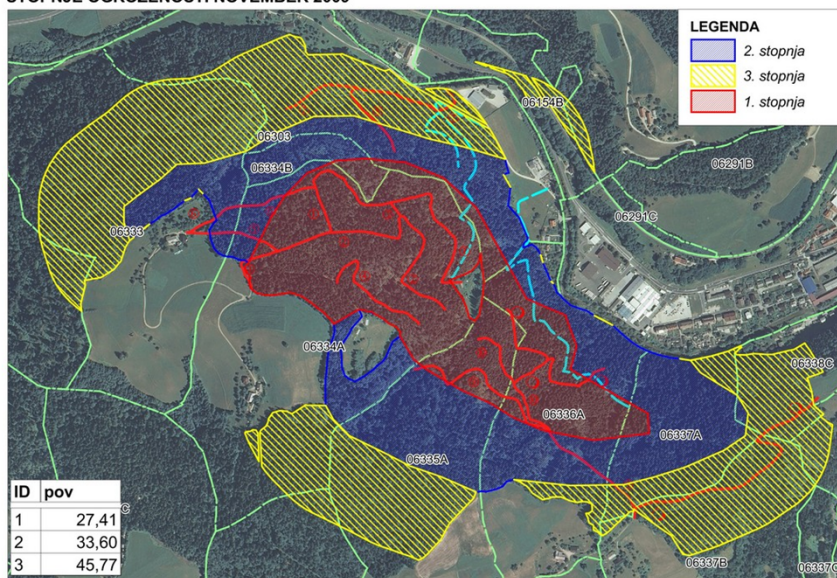 LEGENDA
2. stopnja
3. stopnja
1. stopnja
06154B
06303
06334B
06291B
06291C
06333
06334A
06338C
06336A
06337A
06335A
ID pov
1 27,41
2 33,60
3 45,77
06337B
06337C